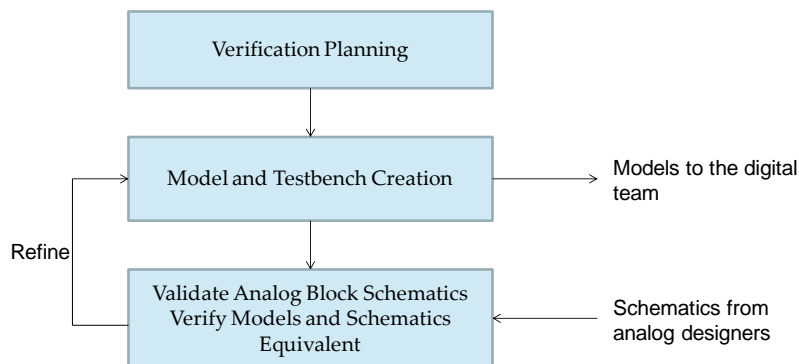 Verification Planning
Model and Testbench Creation
Models to the digital
team
Refine
Validate Analog Block Schematics
Verify Models and Schematics
Equivalent
Schematics from
analog designers